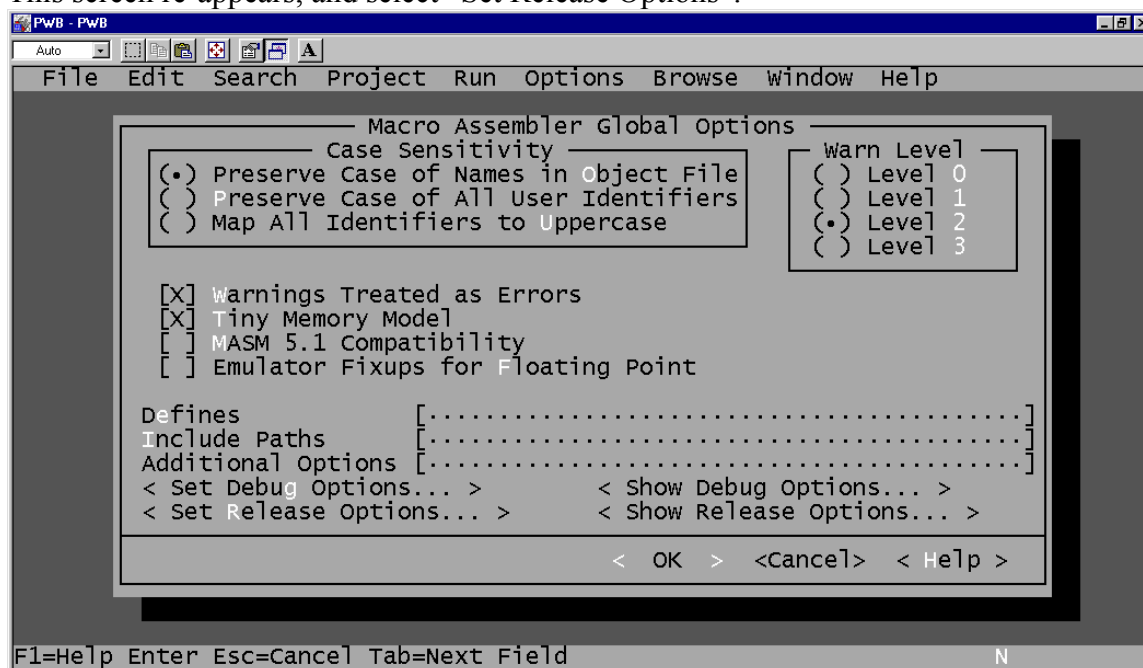 This screen re-appears, and select "Set Release Options".
PWB - PWB
Auto A
File Edit Search Project Run Options Browse Window Help
Macro Assembler Global Options
Case Sensitivity Warn Level
(•) Preserve Case of Names in Object File ( ) Level 0
( ) Preserve Case of All User Identifiers ( ) Level 1
( ) Map All Identifiers to Uppercase (•) Level 2
( ) Level 3
[X] Warnings Treated as Errors
[X] Tiny Memory Model
[ ] MASM 5.1 Compatibility
[ ] Emulator Fixups for Floating Point
Defines [··········································]
Include Paths [··········································]
Additional Options [··········································]
< Set Debug Options... > < Show Debug Options... >
< Set Release Options... > < Show Release Options... >
< OK > <Cancel> < Help >
F1=Help Enter Esc=Cancel Tab=Next Field N